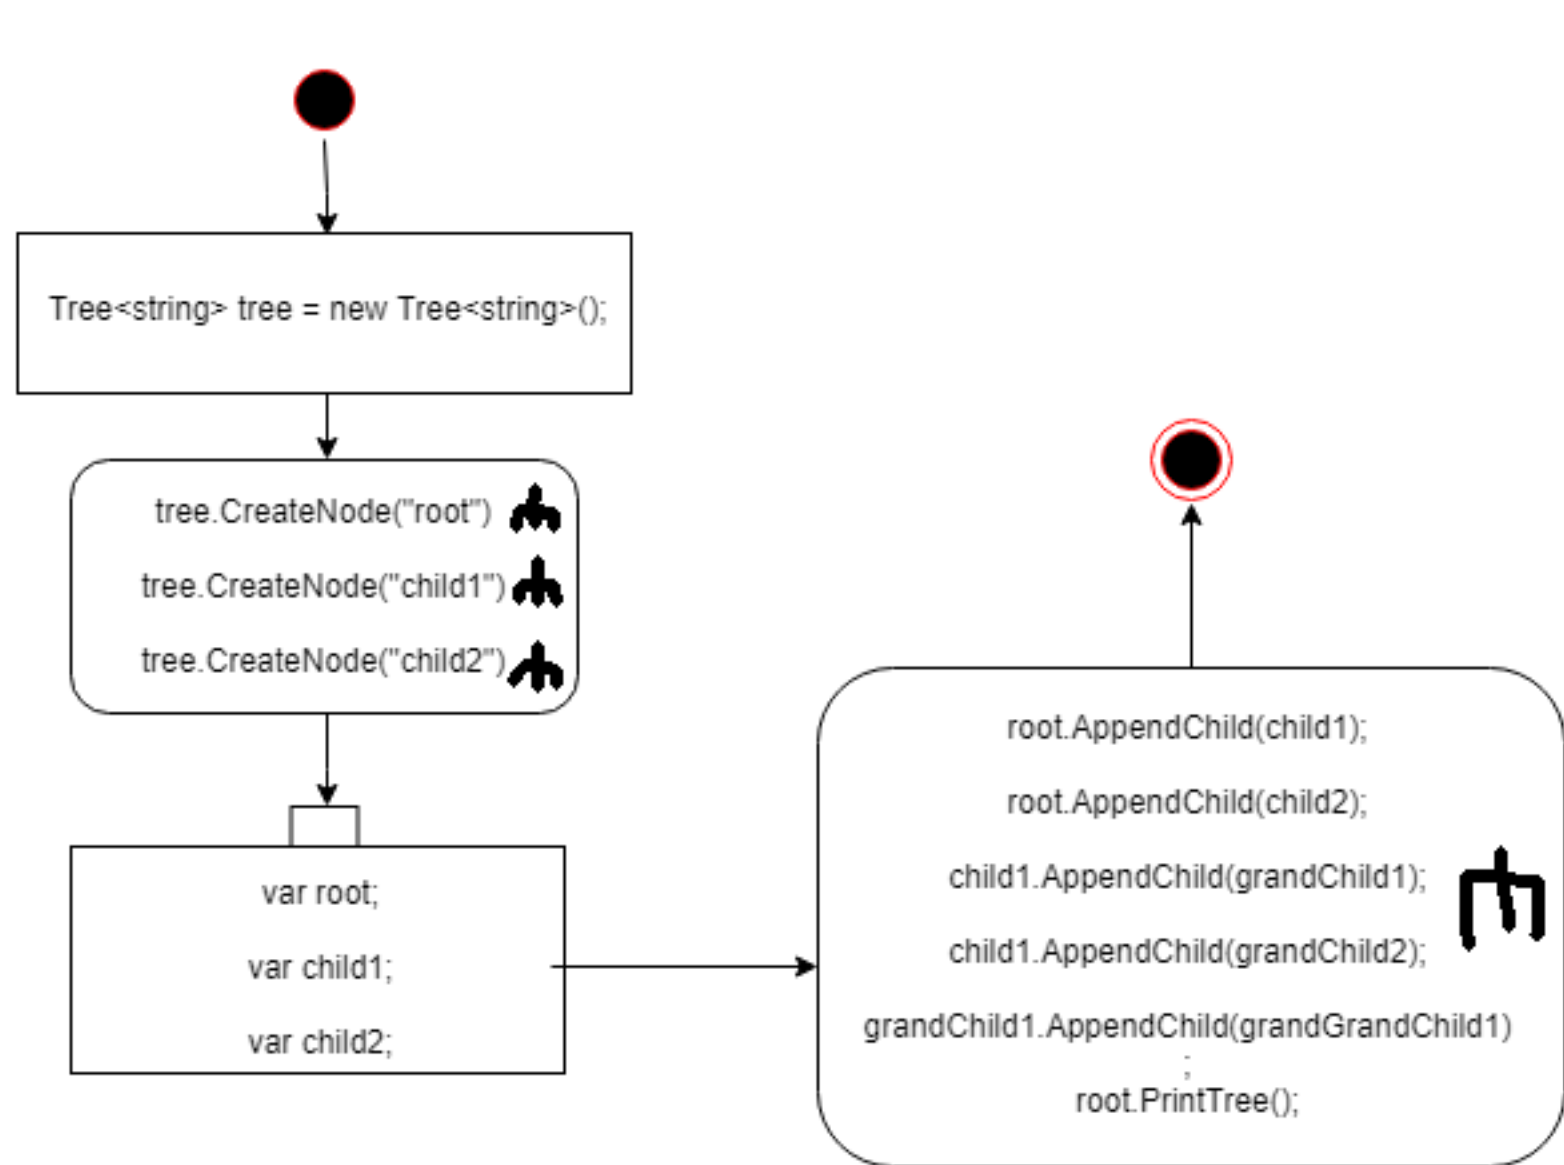 Tree<string> tree = new Tree<string>();
tree.CreateNode("root")
tree.CreateNode("child1")
tree.CreateNode("child2")
var root;
var child1;
var child2;
root.AppendChild(child1);
root.AppendChild(child2);
child1.AppendChild(grandChild1);
child1.AppendChild(grandChild2);
grandChild1.AppendChild(grandGrandChild1)
;
root.PrintTree();